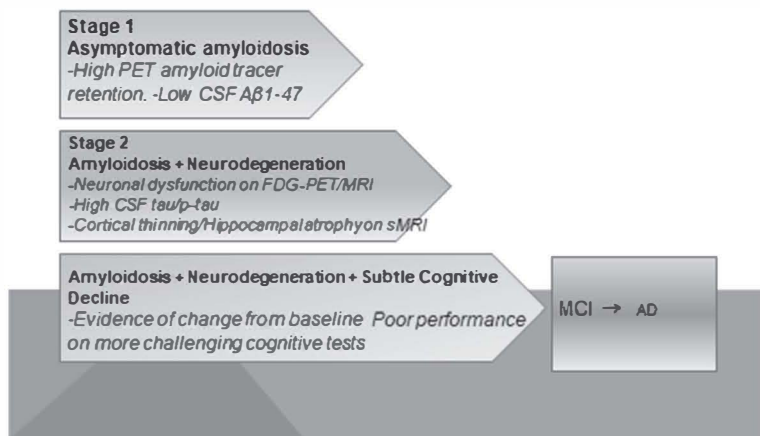 Stage 1
Asymptomatic amyloidosis
-High PET amyloid tracer
retention. -Low CSF Aβ1-47
Stage 2
Amyloidosis + Neurodegeneration
-Neuronal dysfunction on FDG-PET/MRI
-High CSF tau/p-tau
-Cortical thinning/Hippocampalatrophyon sMRI
Amyloidosis + Neurodegeneration + Subtle Cognitive
Decline
-Evidence of change from baseline Poor performance
on more challenging cognitive tests
MCI → AD